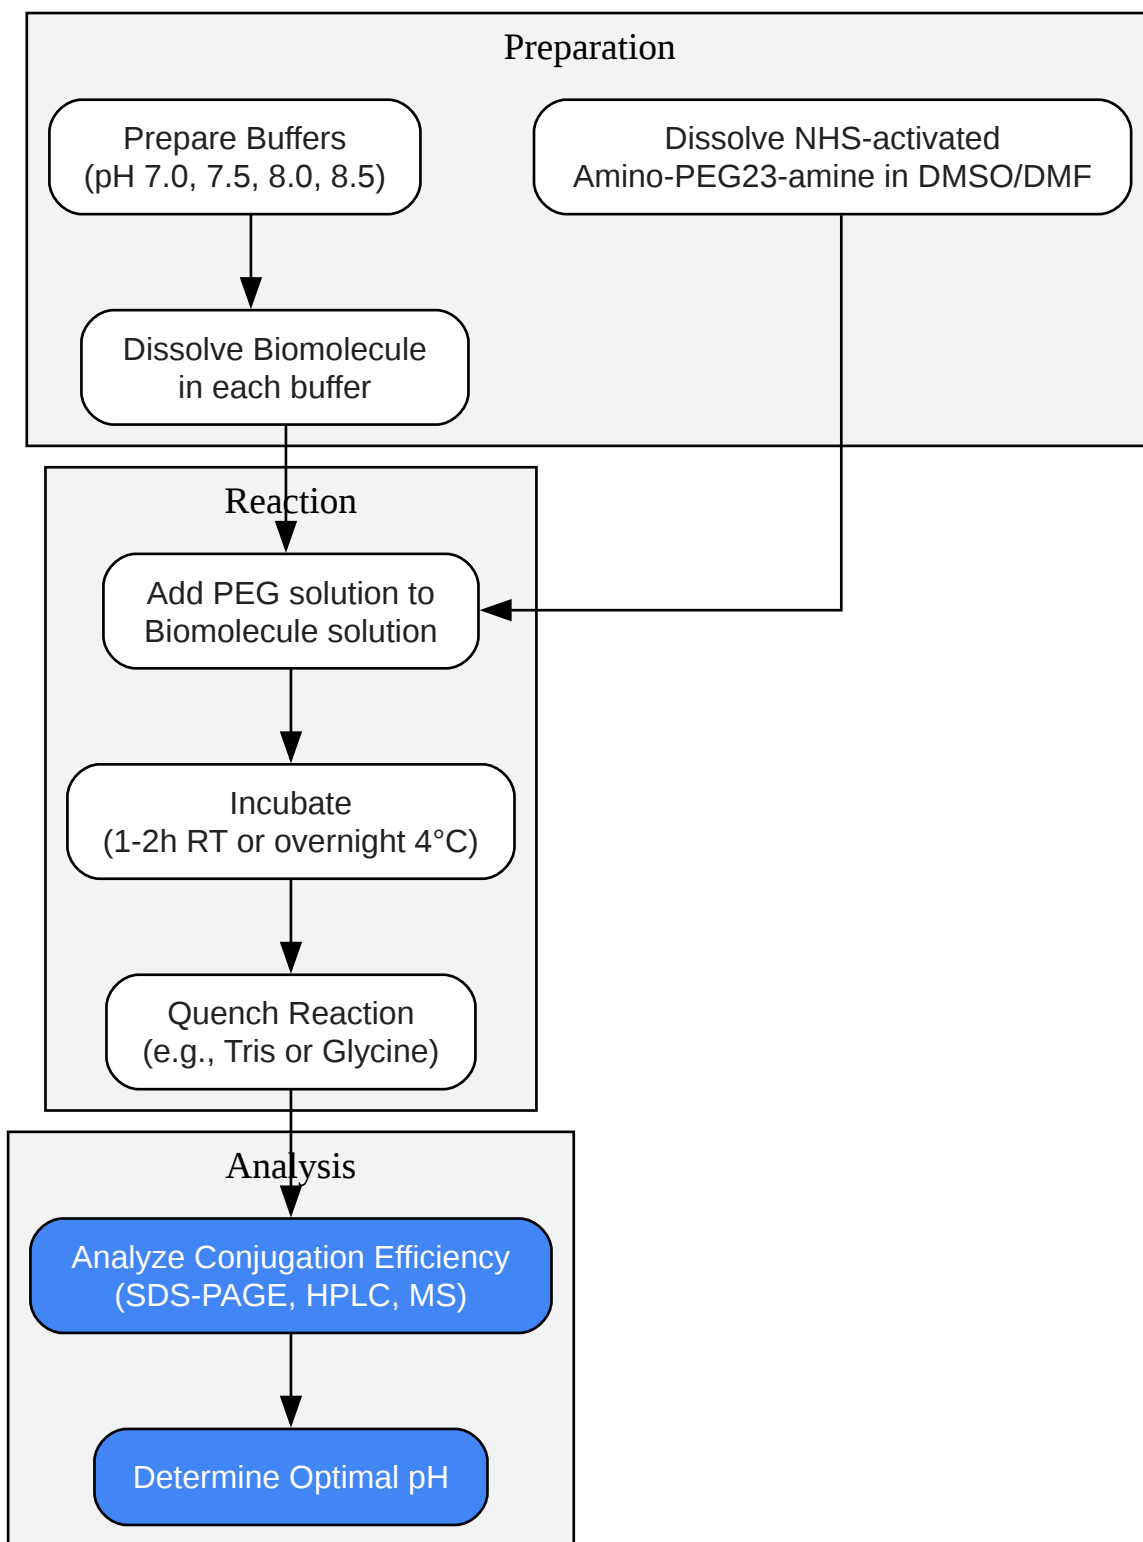 Preparation
Prepare Buffers
(pH 7.0, 7.5, 8.0, 8.5)
Dissolve NHS-activated
Amino-PEG23-amine in DMSO/DMF
Dissolve Biomolecule
in each buffer
Reaction
Add PEG solution to
Biomolecule solution
Incubate
(1-2h RT or overnight 4°C)
Quench Reaction
(e.g., Tris or Glycine)
Analysis
Analyze Conjugation Efficiency
(SDS-PAGE, HPLC, MS)
Determine Optimal pH